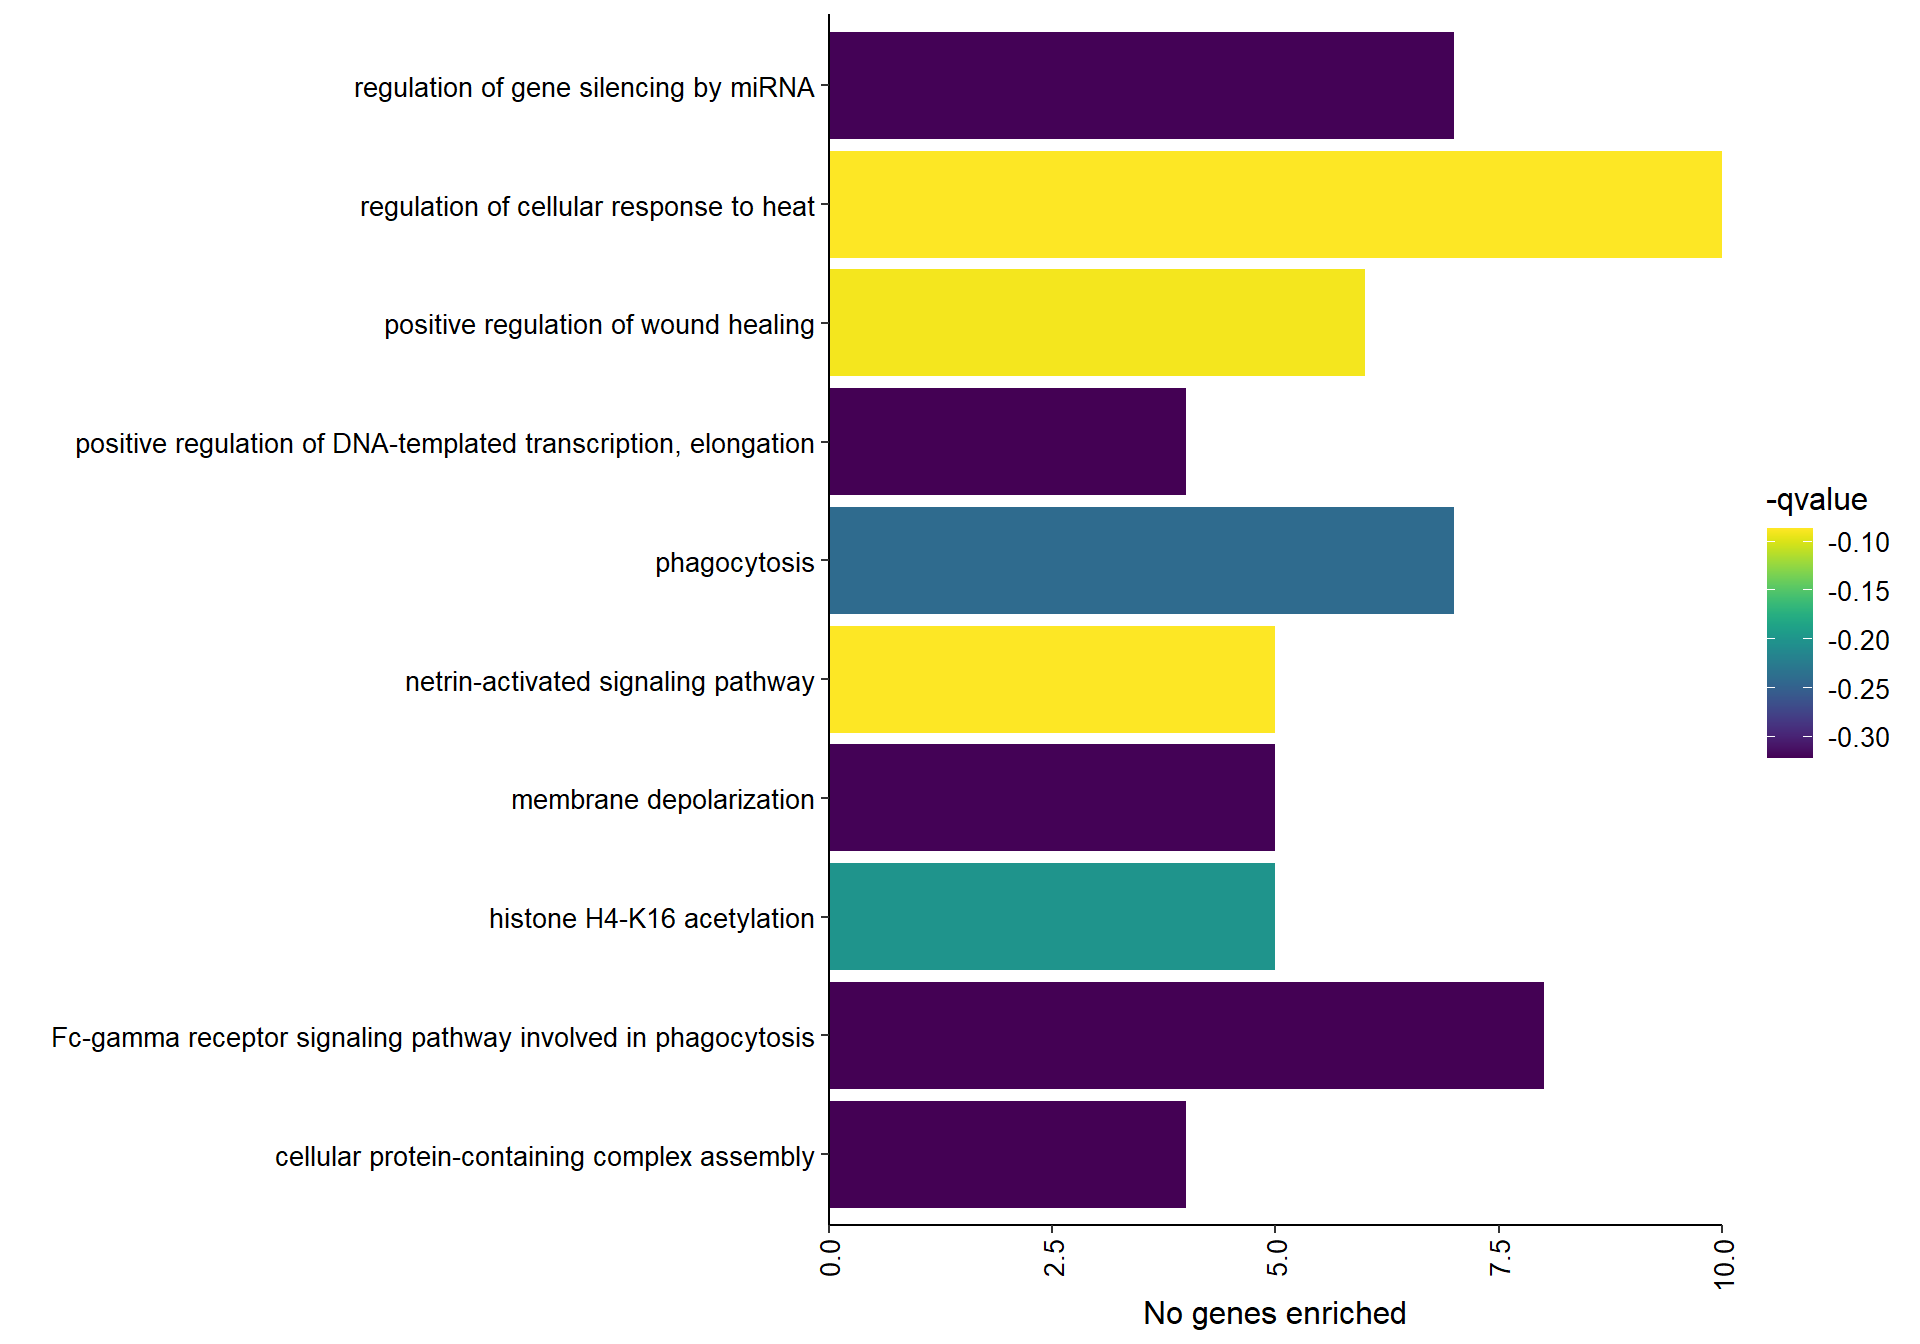 regulation of gene silencing by miRNA
regulation of cellular response to heat
positive regulation of wound healing
positive regulation of DNA-templated transcription, elongation
phagocytosis
netrin-activated signaling pathway
membrane depolarization
histone H4-K16 acetylation
Fc-gamma receptor signaling pathway involved in phagocytosis
cellular protein-containing complex assembly
0.0
2.5
5.0
7.5
10.0
No genes enriched
-qvalue
-0.10
-0.15
-0.20
-0.25
-0.30